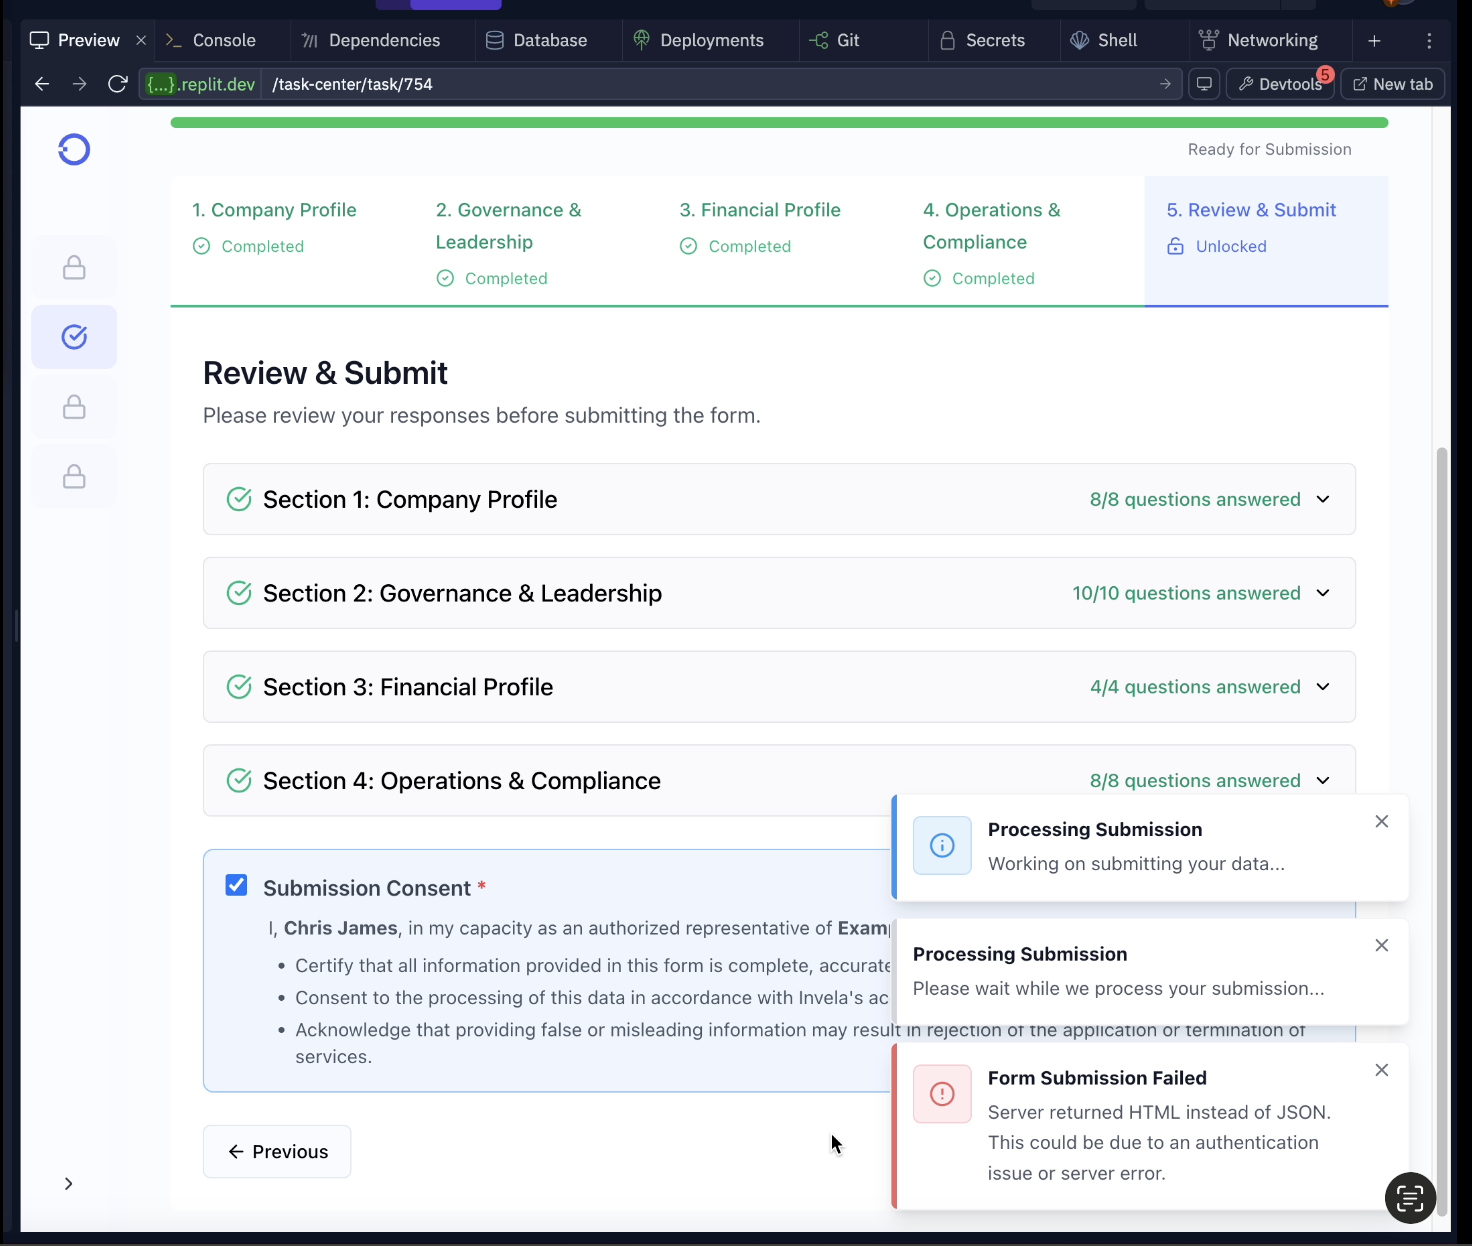 Preview
Console
Dependencies
Database
Deployments
Git
Secrets
Shell
Networking
{...}.replit.dev
/task-center/task/754
Devtools
5
New tab
Ready for Submission
1. Company Profile
Completed
2. Governance &
Leadership
Completed
3. Financial Profile
Completed
4. Operations &
Compliance
Completed
5. Review & Submit
Unlocked
Review & Submit
Please review your responses before submitting the form.
Section 1: Company Profile
8/8 questions answered
Section 2: Governance & Leadership
10/10 questions answered
Section 3: Financial Profile
4/4 questions answered
Section 4: Operations & Compliance
8/8 questions answered
Submission Consent *
I, Chris James, in my capacity as an authorized representative of
• Certify that all information provided in this form is complete,
• Consent to the processing of this data in accordance with Invela's
• Acknowledge that providing false or misleading information may result in rejection of the application or termination of
services.
Processing Submission
Working on submitting your data...
Processing Submission
Please wait while we process your submission...
Form Submission Failed
Server returned HTML instead of JSON.
This could be due to an authentication
issue or server error.
Previous